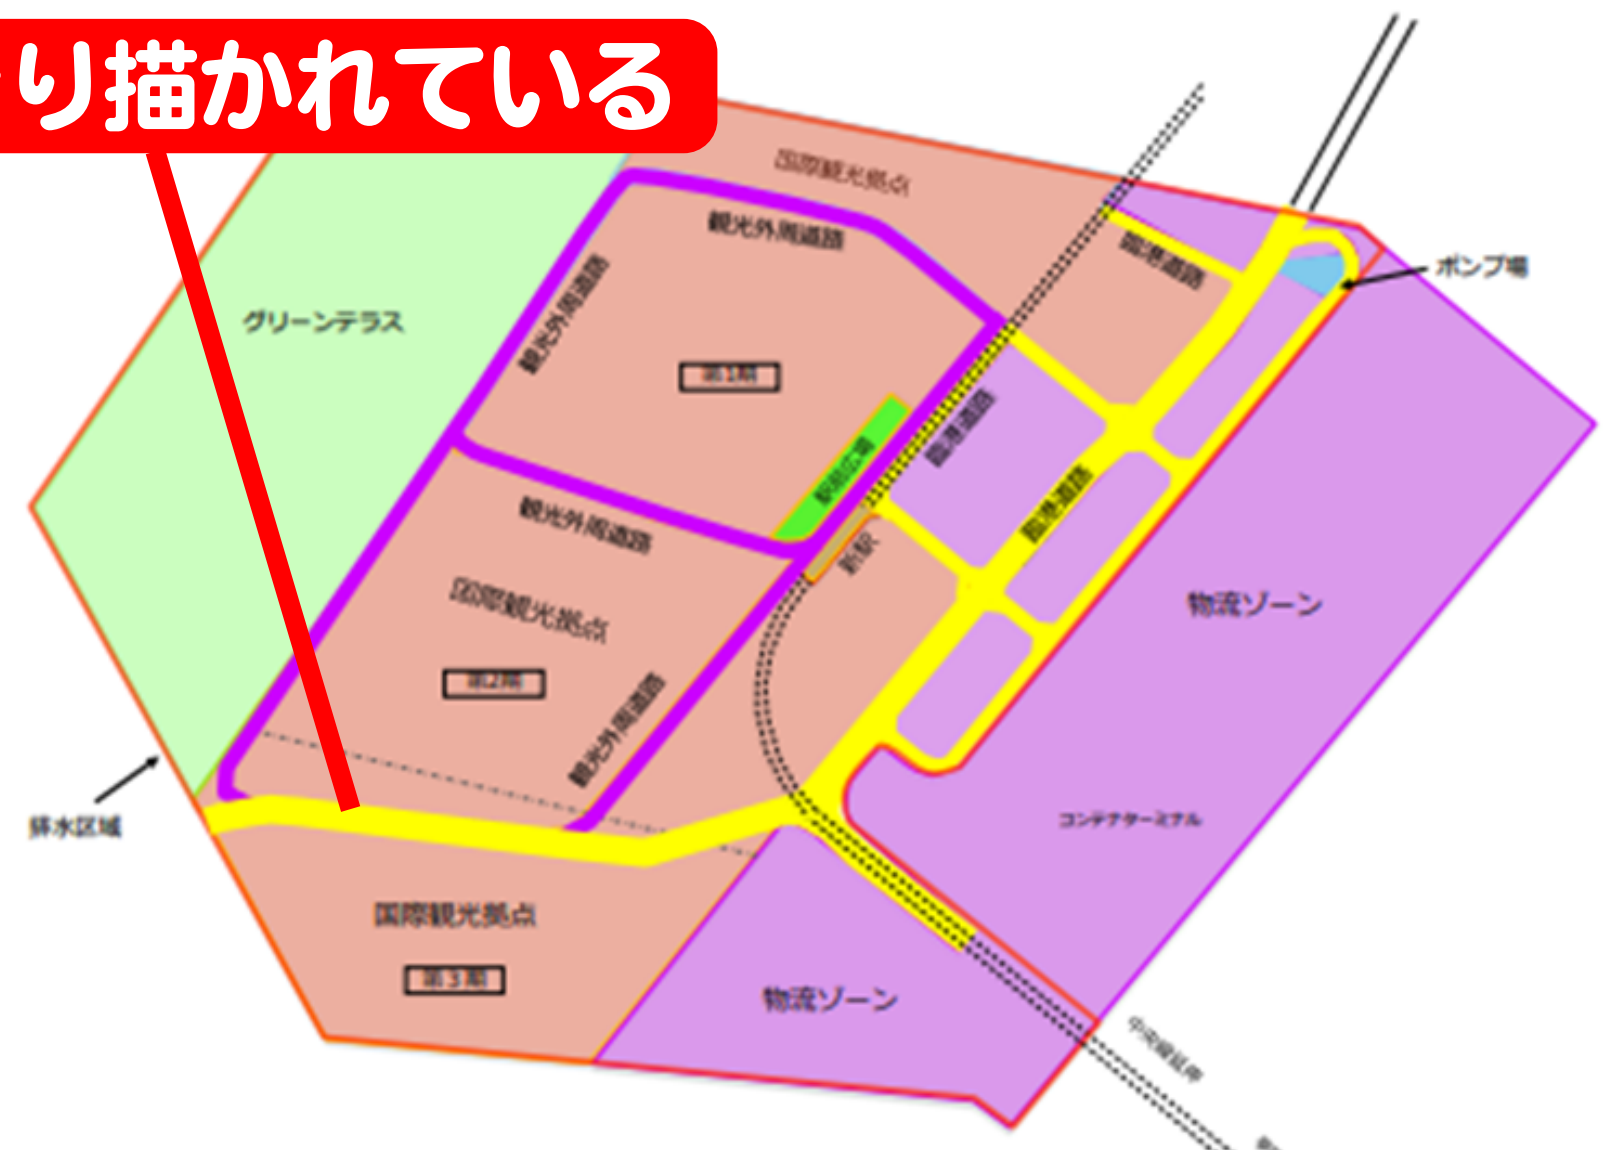 り描かれている
国際観光拠点
観光外周道路
臨港道路
ポンプ場
観光外周道路
グリーンテラス
第1期
臨港道路
駅前広場
臨港道路
観光外周道路
新駅
国際観光拠点
物流ゾーン
第2期
観光外周道路
排水区域
コンテナターミナル
国際観光拠点
第3期
物流ゾーン
中央線延伸